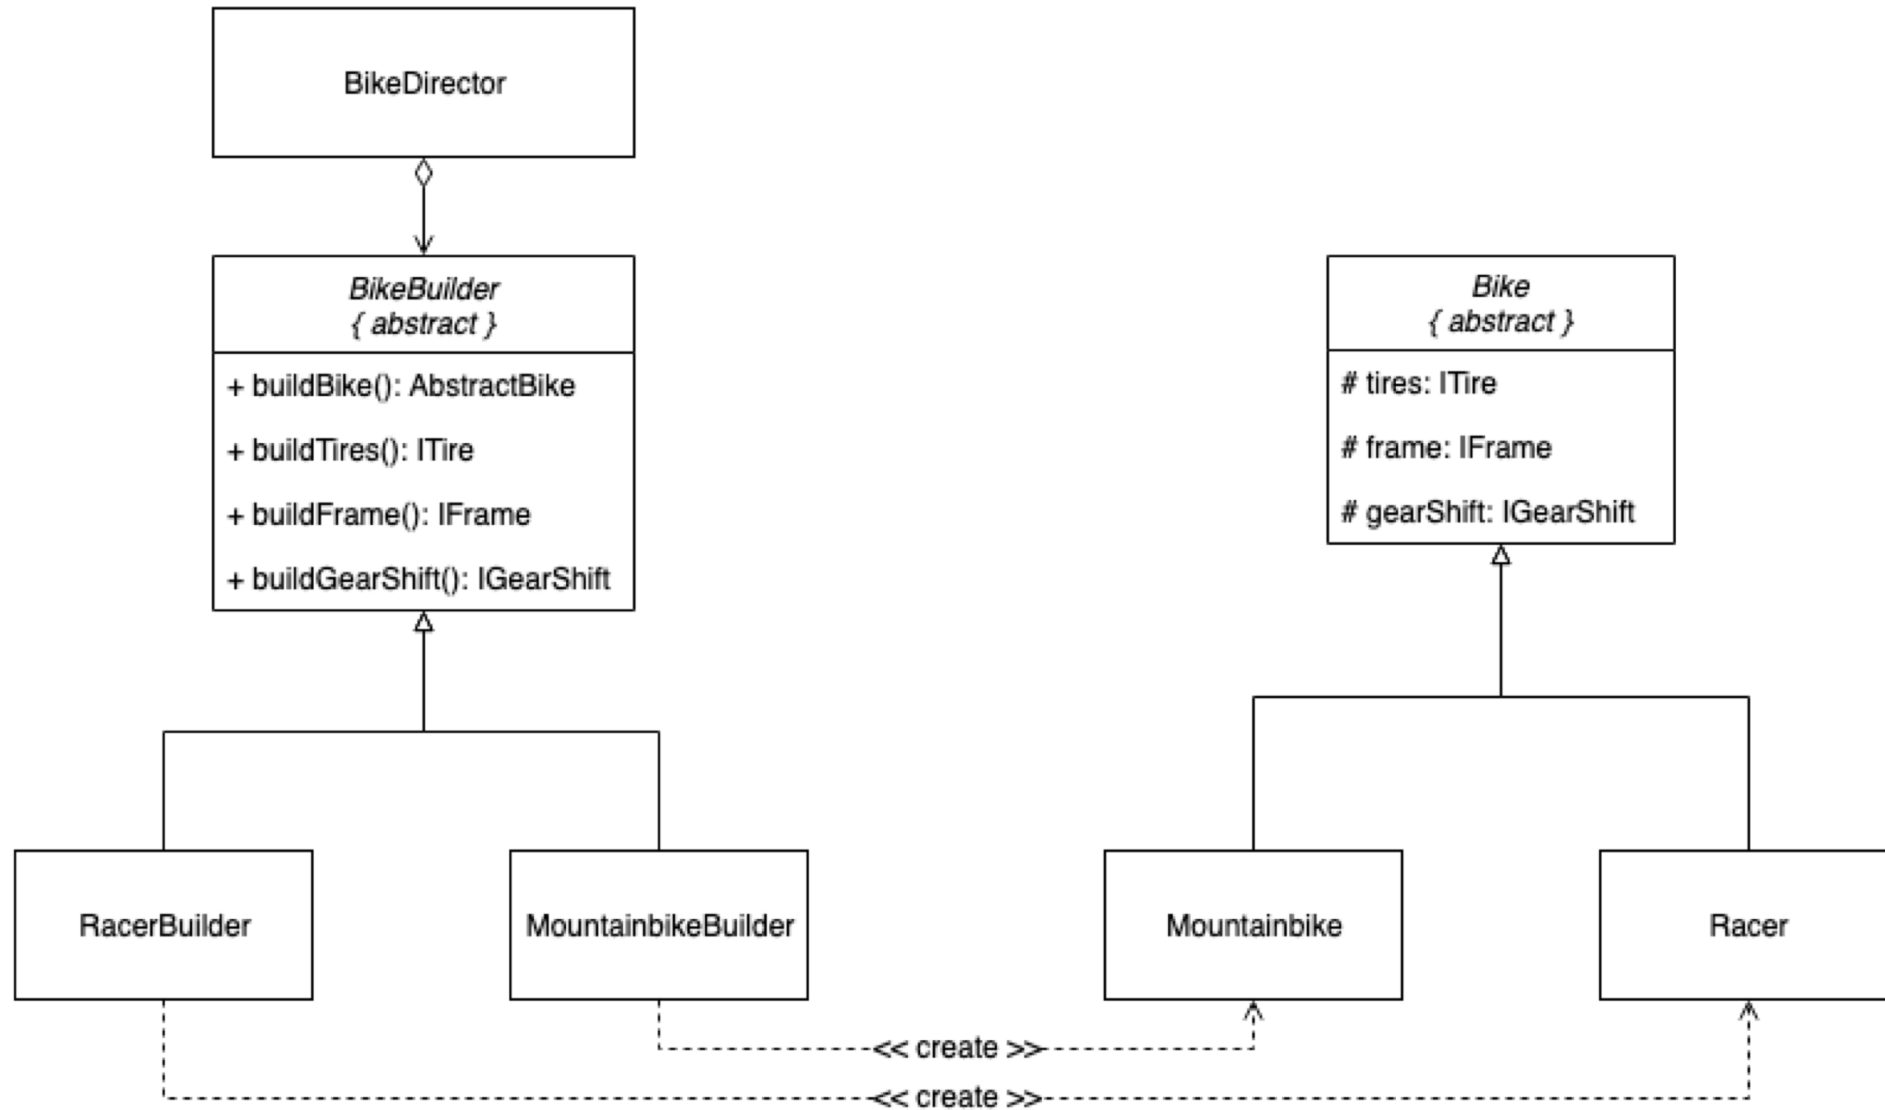 BikeDirector
BikeBuilder
{ abstract }
+ buildBike(): AbstractBike
+ buildTires(): ITire
+ buildFrame(): IFrame
+ buildGearShift(): IGearShift
Bike
{ abstract }
# tires: ITire
# frame: IFrame
# gearShift: IGearShift
RacerBuilder
MountainbikeBuilder
Mountainbike
Racer
<< create >>
<< create >>